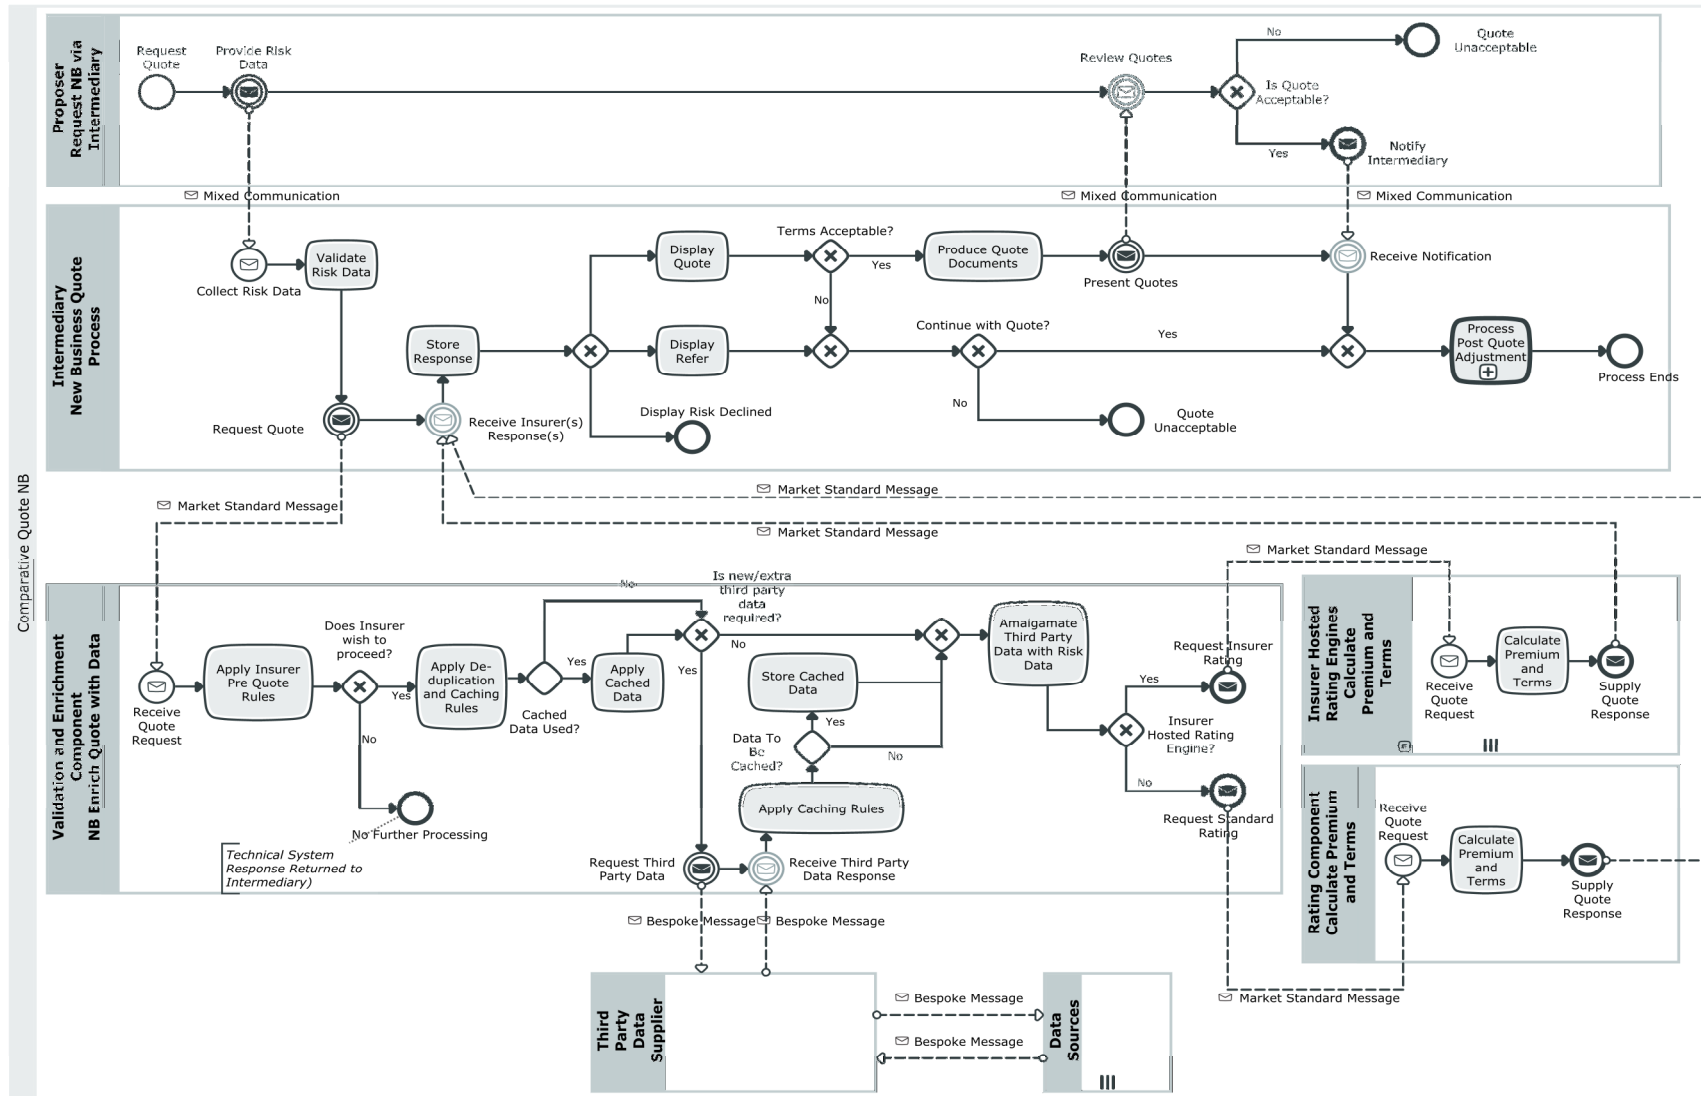 Comparative Quote NB
Proposer
Request NB via
Intermediary
Request
Quote
Provide Risk
Data
Review Quotes
No
Quote
Unacceptable
Is Quote
Acceptable?
Yes
Notify
Intermediary
Mixed Communication
Mixed Communication
Mixed Communication
Intermediary
New Business Quote
Process
Collect Risk Data
Validate
Risk Data
Display
Quote
Terms Acceptable?
Yes
No
Produce Quote
Documents
Present Quotes
Receive Notification
Store
Response
Display
Refer
Continue with Quote?
Yes
No
Process
Post Quote
Adjustment
Process Ends
Request Quote
Receive Insurer(s)
Response(s)
Display Risk Declined
Quote
Unacceptable
Market Standard Message
Market Standard Message
Market Standard Message
Market Standard Message
Validation and Enrichment
Component
NB Enrich Quote with Data
Receive
Quote
Request
Apply Insurer
Pre Quote
Rules
Does Insurer
wish to
proceed?
Yes
No
No Further Processing
Technical System
Response Returned to
Intermediary)
Apply De-
duplication
and Caching
Rules
Cached
Data Used?
No
Yes
Apply
Cached
Data
Is new/extra
third party
data
required?
No
Yes
Store Cached
Data
Yes
Data To
Be
Cached?
No
Apply Caching Rules
Request Third
Party Data
Receive Third Party
Data Response
Amalgamate
Third Party
Data with Risk
Data
Request Insurer
Rating
Yes
Insurer
Hosted Rating
Engine?
No
Request Standard
Rating
Insurer Hosted
Rating Engines
Calculate
Premium and
Terms
Receive
Quote
Request
Calculate
Premium
and
Terms
Supply
Quote
Response
Rating Component
Calculate Premium
and Terms
Receive
Quote
Request
Calculate
Premium
and
Terms
Supply
Quote
Response
Bespoke Message
Bespoke Message
Market Standard Message
Third
Party
Data
Supplier
Bespoke Message
Bespoke Message
Data
Sources